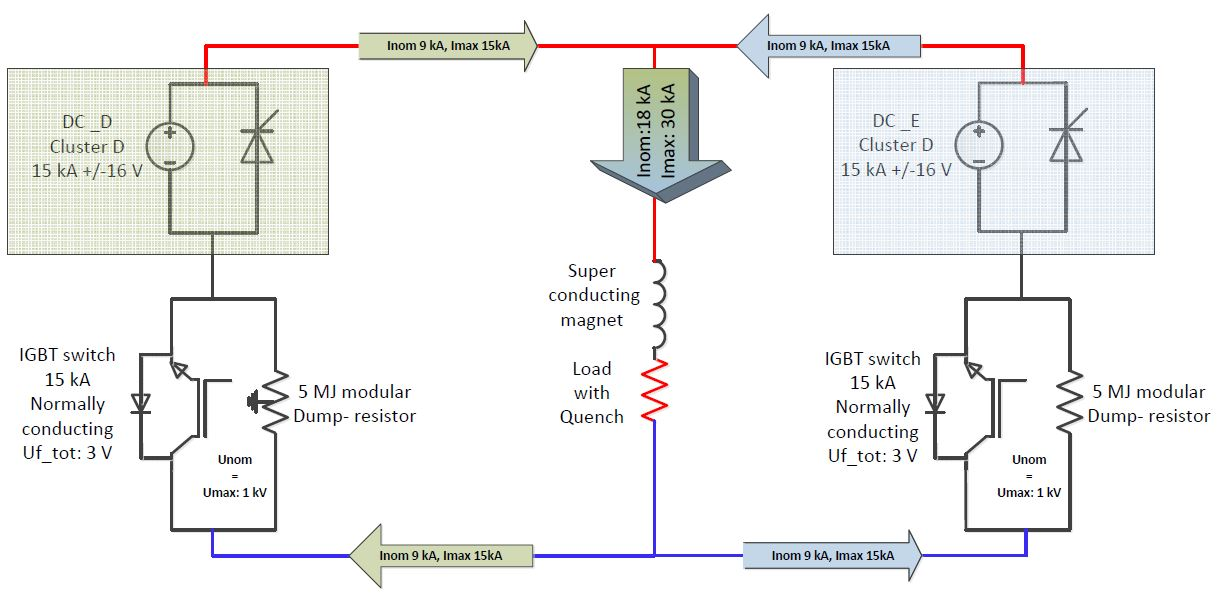 Inom 9 kA, Imax 15kA
Inom 9 kA, Imax 15kA
DC _D
Cluster D
15 kA +/-16 V
Inom:18 kA
Imax: 30 kA
DC _E
Cluster D
15 kA +/-16 V
Super
conducting
magnet
IGBT switch
15 kA
Normally
conducting
Uf_tot: 3 V
5 MJ modular
Dump- resistor
Unom
=
Umax: 1 kV
Load
with
Quench
IGBT switch
15 kA
Normally
conducting
Uf_tot: 3 V
5 MJ modular
Dump- resistor
Unom
=
Umax: 1 kV
Inom 9 kA, Imax 15kA
Inom 9 kA, Imax 15kA